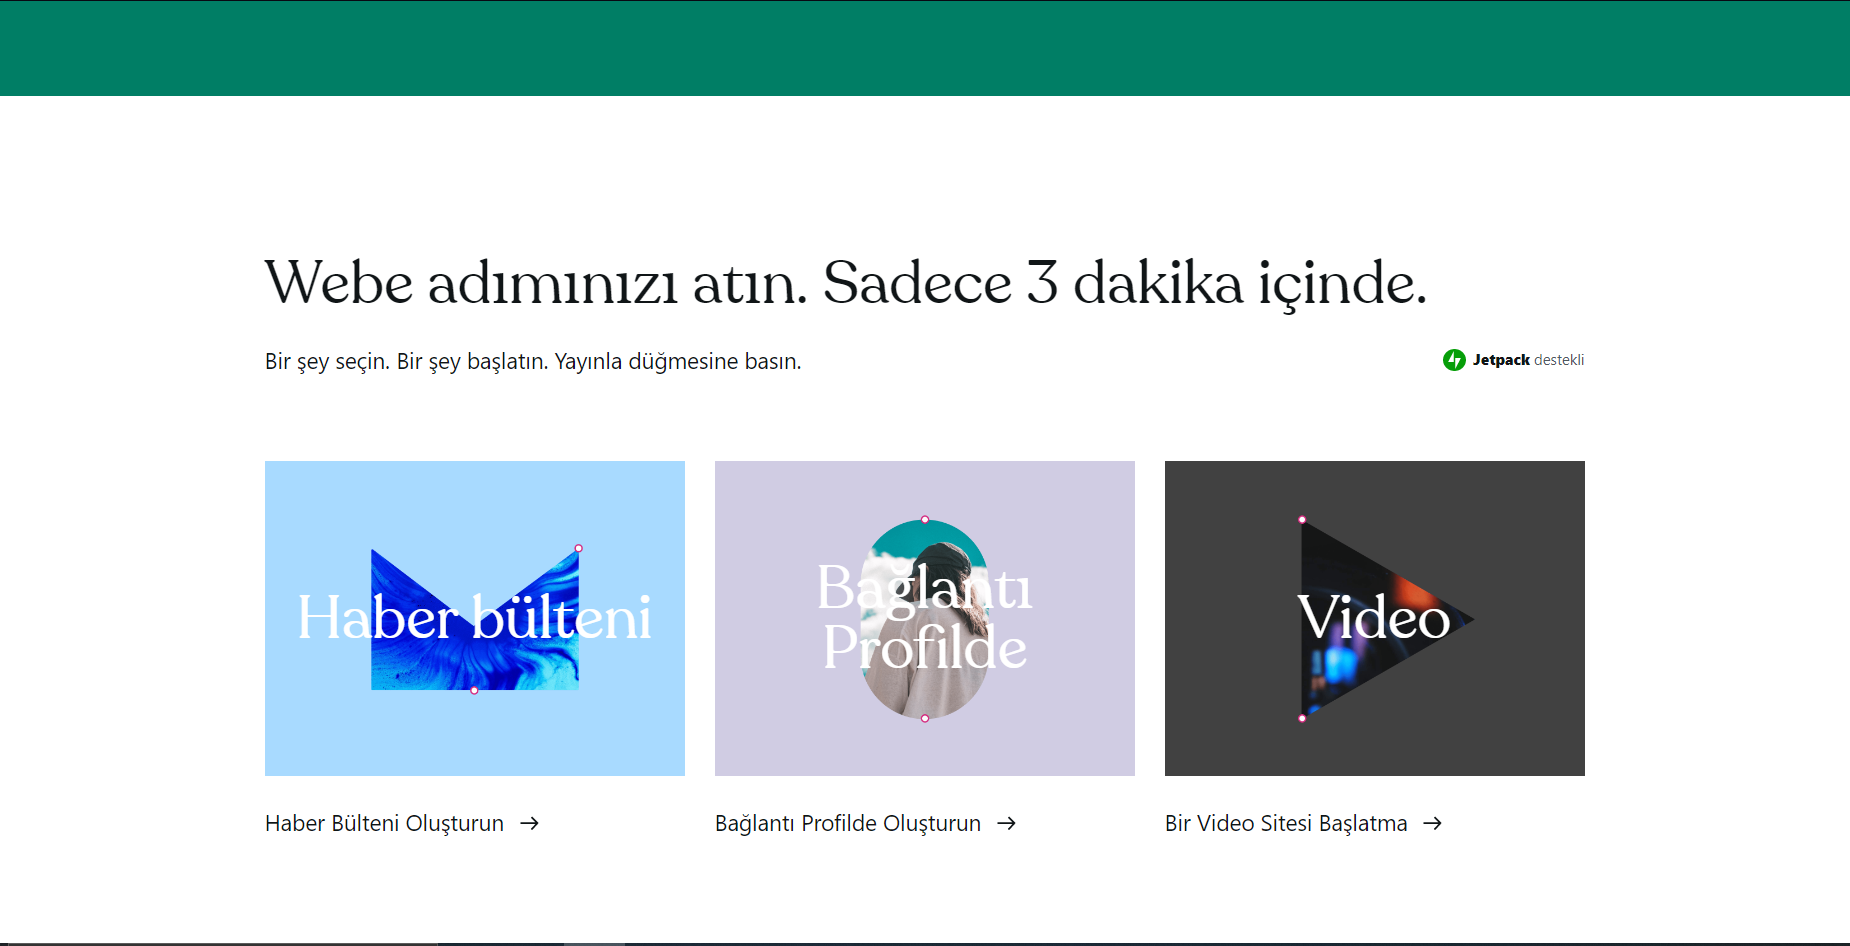 Webe adımınızı atın. Sadece 3 dakika içinde.
Bir şey seçin. Bir şey başlatın. Yayınla düğmesine basın.
Jetpack destekli
Haber bülteni
Bağlantı
Profilde
Video
Haber Bülteni Oluşturun →
Bağlantı Profilde Oluşturun →
Bir Video Sitesi Başlatma →